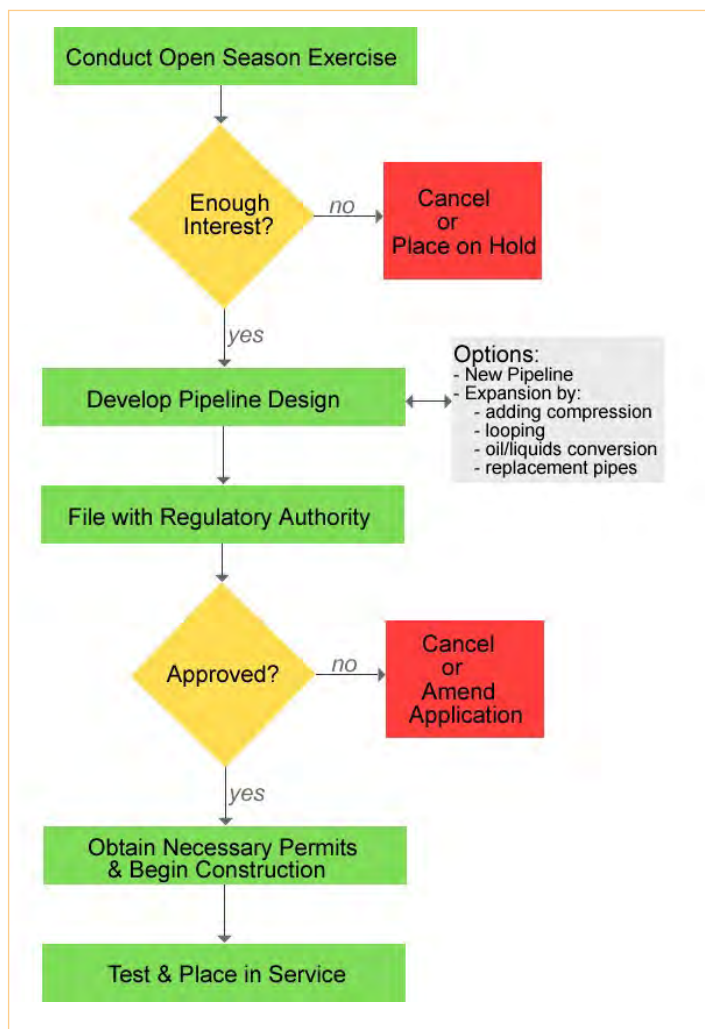 Conduct Open Season Exercise
Enough
Interest?
no
Cancel
or
Place on Hold
yes
Develop Pipeline Design
Options:
- New Pipeline
- Expansion by:
- adding compression
- looping
- oil/liquids conversion
- replacement pipes
File with Regulatory Authority
Approved?
no
Cancel
or
Amend
Application
yes
Obtain Necessary Permits
& Begin Construction
Test & Place in Service